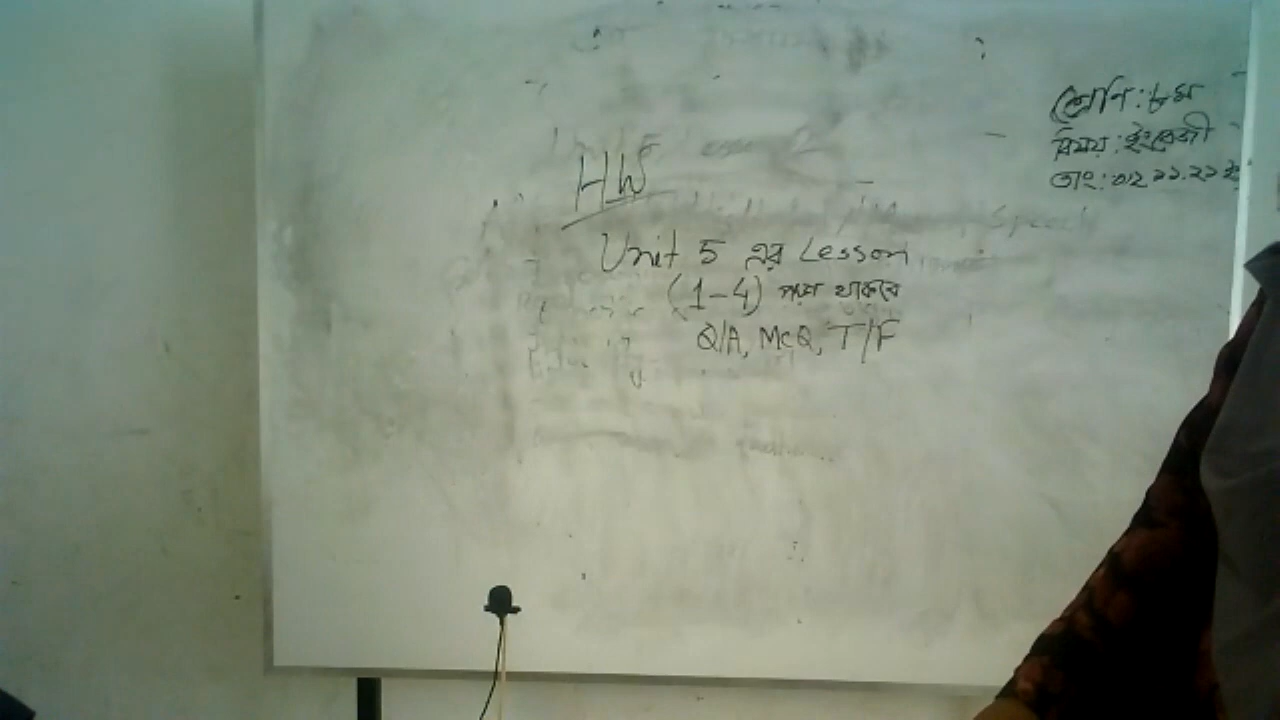 শ্রেণি: ৮ম
বিষয়: ইংরেজী
তাং:
HW
Unit 5 এর Lesson
(1-4) পড়া থাকবে
Q/A, McQ, T/F